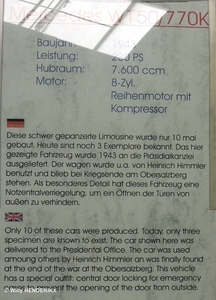 Mercedes W150/770K
Baujahr: 194
Leistung: PS
Hubraum: 7.600 ccm
Motor: 8-Zyl.
Reihenmotor mit
Kompressor
Diese schwer gepanzerte Limousine wurde nur 10 mal
gebaut. Heute sind noch 3 Exemplare bekannt. Das hier
gezeigte Fahrzeug wurde 1943 an die Präsidialkanzlei
ausgeliefert. Der Wagen wurde u.a. von Heinrich Himmler
benutzt und blieb bei Kriegsende am Obersalzberg
stehen. Als besonderes Detail hat dieses Fahrzeug eine
Notventralverriegelung, um ein Öffnen der Türen von
außen zu verhindern.
Only 10 of these cars were produced. Today, only three
specimen are known to exist. The car shown here was
delivered to the Presidential Office. The car was used
amoung others by Heinrich Himmler an was finally found
at the end of the war at the Obersalzberg. This vehicle
has a special outfit: central door locking for emergency
the opening of the door from outside.
© Willy HENDERICKX